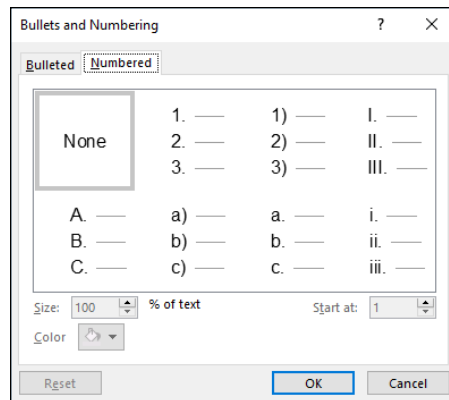 Bullets and Numbering ? ×
Bulleted Numbered
None
1.
2.
3.
1)
2)
3)
I.
II.
III.
A.
B.
C.
a)
b)
c)
a.
b.
c.
i.
ii.
iii.
Size: 100 % of text Start at: 1
Color
Reset OK Cancel